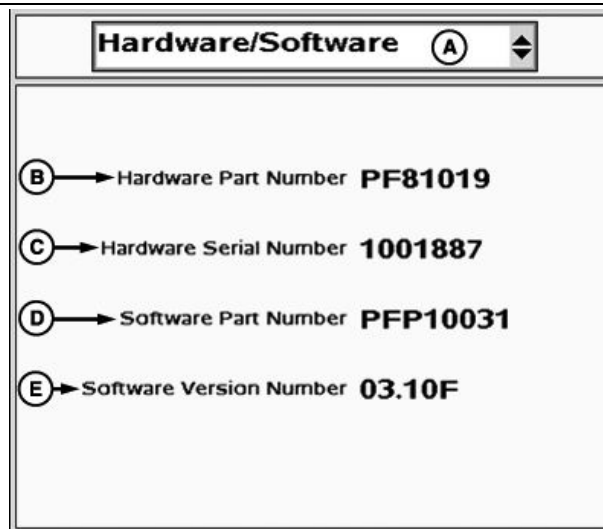 Hardware/Software A
B Hardware Part Number PF81019
C Hardware Serial Number 1001887
D Software Part Number PFP10031
E Software Version Number 03.10F